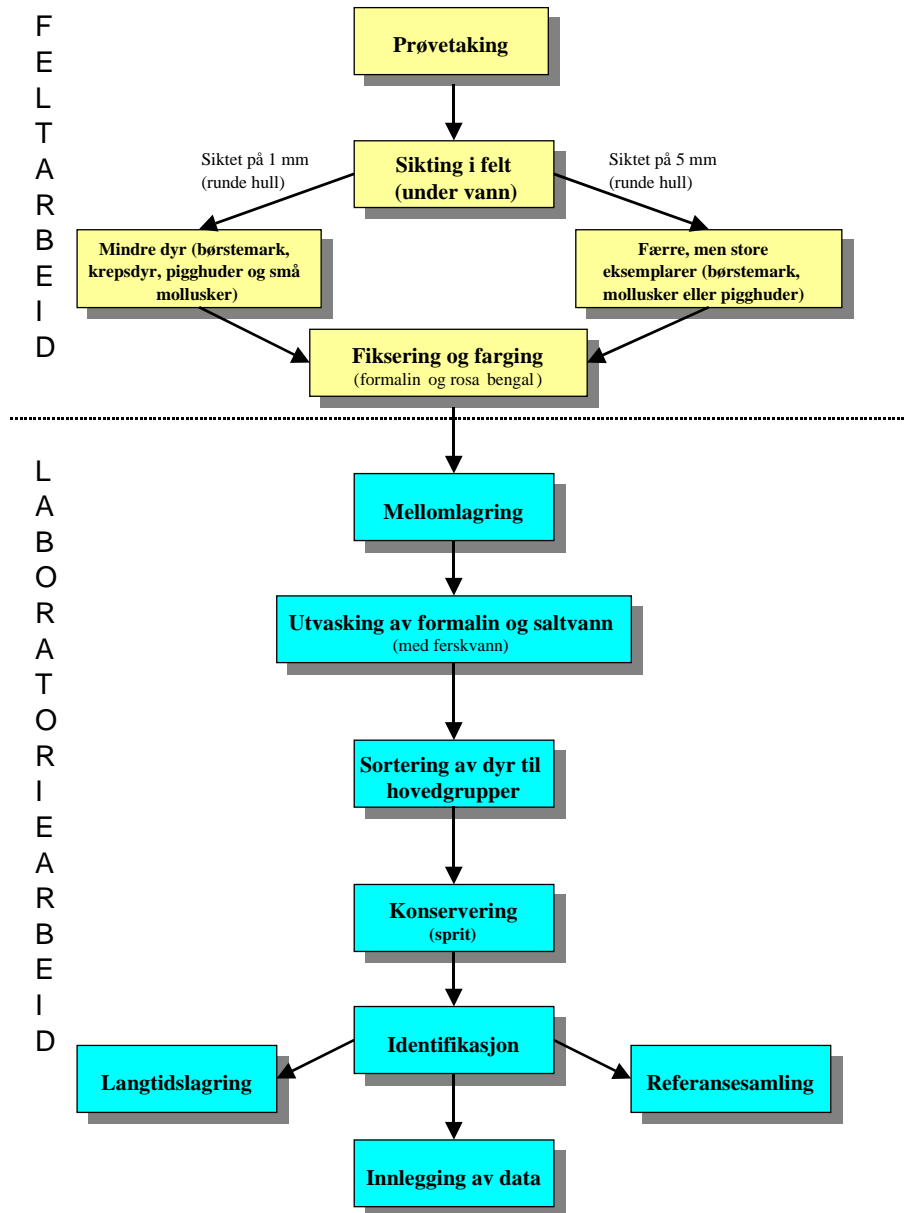 FELTARBEID
Prøvetaking
Siktet på 1 mm
(runde hull)
Sikting i felt
(under vann)
Siktet på 5 mm
(runde hull)
Mindre dyr (børstemark,
krepsdyr, pigghuder og små
mollusker)
Færre, men store
eksemplarer (børstemark,
mollusker eller pigghuder)
Fiksering og farging
(formalin og rosa bengal)
LABORATORIEARBEID
Mellomlagring
Utvasking av formalin og saltvann
(med ferskvann)
Sortering av dyr til
hovedgrupper
Konservering
(sprit)
Identifikasjon
Langtidslagring
Referansesamling
Innlegging av data